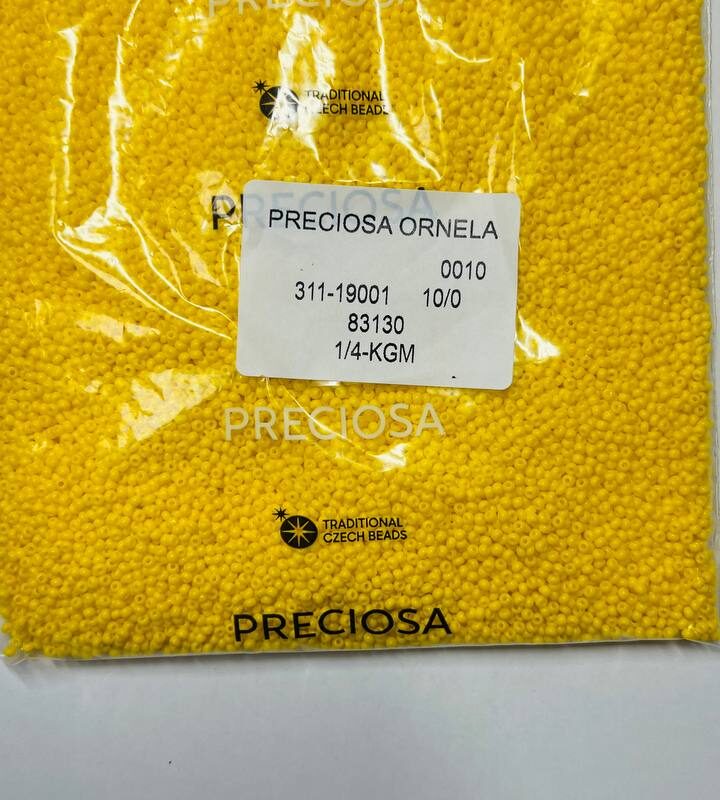 PRECIOSA
TRADITIONAL
CZECH BEADS
PRECIOSA
PRECIOSA ORNELA
0010
311-19001 10/0
83130
1/4-KGM
PRECIOSA
TRADITIONAL
CZECH BEADS
PRECIOSA